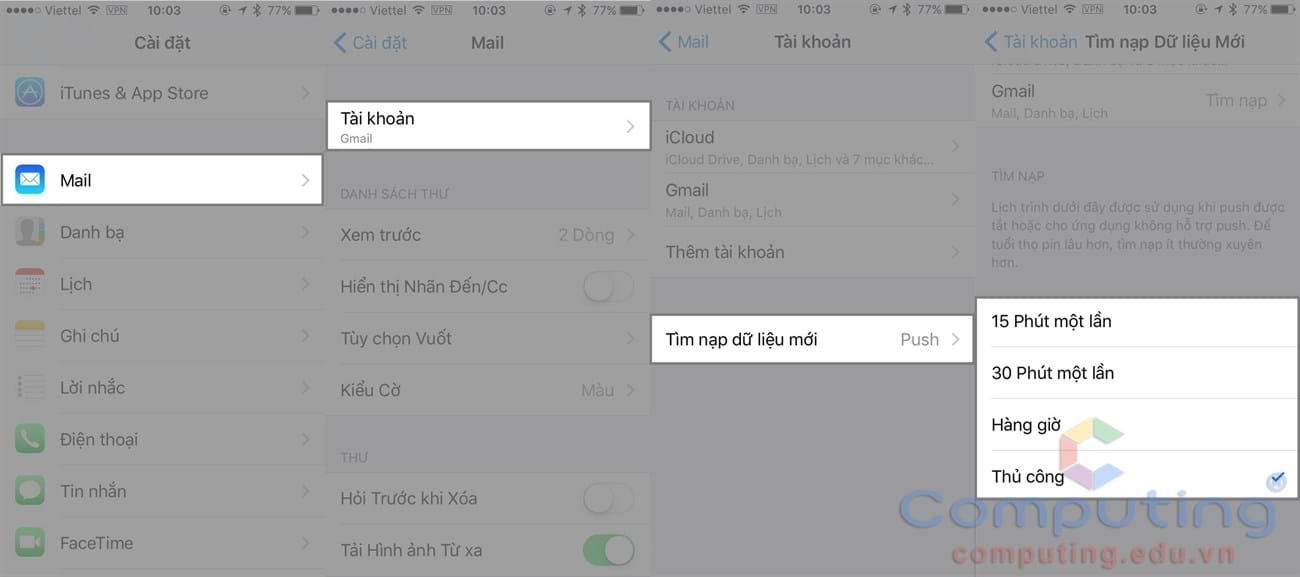 Viettel VPN 10:03 77%
Cài đặt
iTunes & App Store
Mail
Danh bạ
Lịch
Ghi chú
Lời nhắc
Điện thoại
Tin nhắn
FaceTime
Viettel VPN 10:03 77%
Cài đặt Mail
Tài khoản
Gmail
DANH SÁCH THƯ
Xem trước 2 Dòng
Hiển thị Nhãn Đến/Cc
Tùy chọn Vuốt
Kiểu Cờ Màu
THƯ
Hỏi Trước khi Xóa
Tải Hình ảnh Từ xa
Viettel VPN 10:03 77%
Mail Tài khoản
TÀI KHOẢN
iCloud
iCloud Drive, Danh bạ, Lịch và 7 mục khác...
Gmail
Mail, Danh bạ, Lịch
Thêm tài khoản
Tìm nạp dữ liệu mới Push
Viettel VPN 10:03 77%
Tài khoản Tìm nạp Dữ liệu Mới
Gmail Tìm nạp
Mail, Danh bạ, Lịch
TÌM NẠP
Lịch trình dưới đây được sử dụng khi push được
tắt hoặc cho ứng dụng không hỗ trợ push. Để
tuổi thọ pin lâu hơn, tìm nạp ít thường xuyên
hơn.
15 Phút một lần
30 Phút một lần
Hàng giờ
Thủ công
Computing
computing.edu.vn